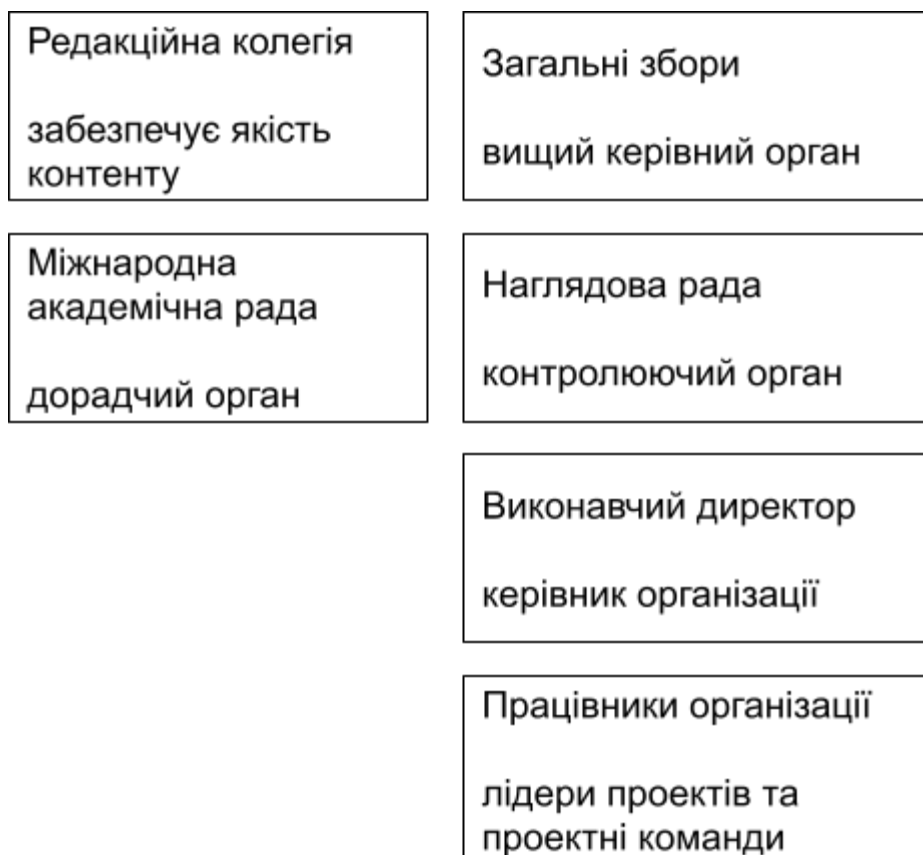 Редакційна колегія
забезпечує якість
контенту
Загальні збори
вищий керівний орган
Міжнародна
академічна рада
дорадчий орган
Наглядова рада
контролюючий орган
Виконавчий директор
керівник організації
Працівники організації
лідери проектів та
проектні команди